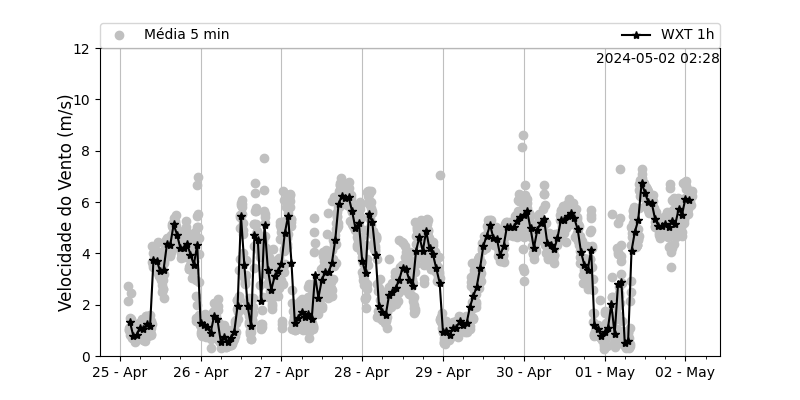 Média 5 min
WXT 1h
2024-05-02 02:28
Velocidade do Vento (m/s)
12
10
8
6
4
2
0
25 - Apr
26 - Apr
27 - Apr
28 - Apr
29 - Apr
30 - Apr
01 - May
02 - May